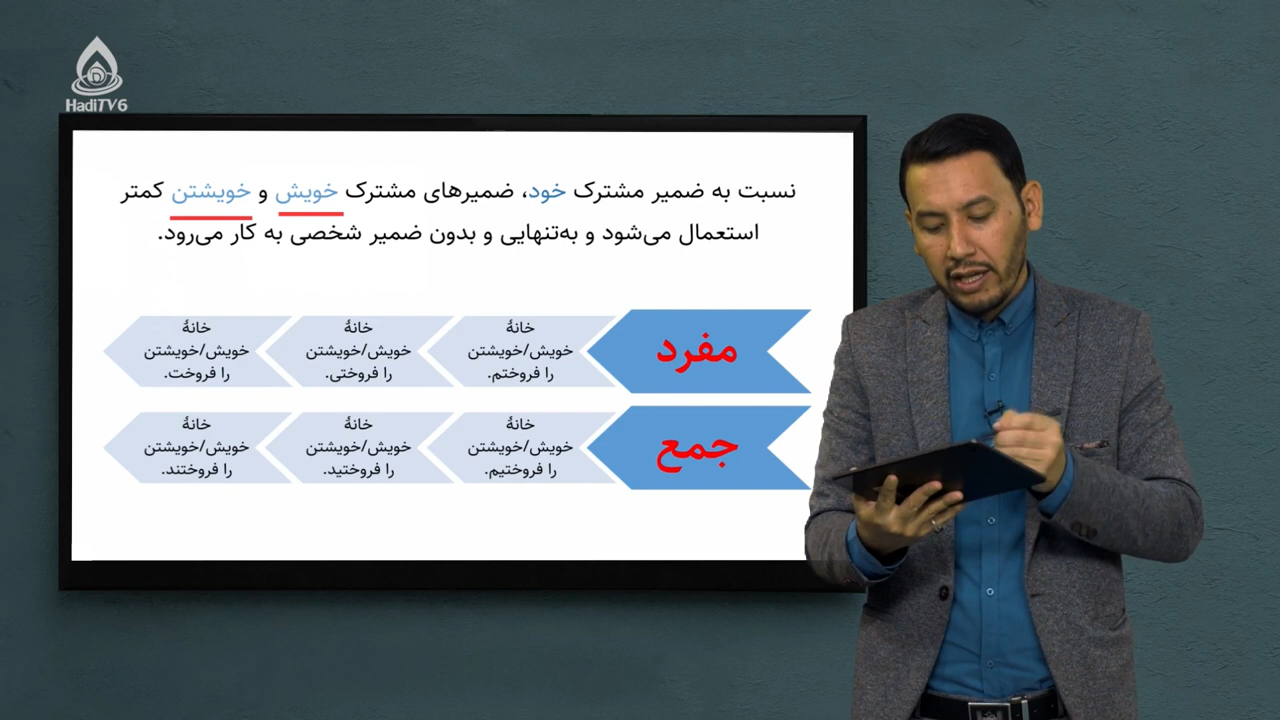 HadiTV6
نسبت به ضمیر مشترک خود، ضمیرهای مشترک خویش و خویشتن کمتر
استعمال می‌شود و به‌تنهایی و بدون ضمیر شخصی به کار می‌رود.
مفرد
خانهٔ
خویش/خویشتن
را فروختم.
خانهٔ
خویش/خویشتن
را فروختی.
خانهٔ
خویش/خویشتن
را فروخت.
جمع
خانهٔ
خویش/خویشتن
را فروختیم.
خانهٔ
خویش/خویشتن
را فروختید.
خانهٔ
خویش/خویشتن
را فروختند.